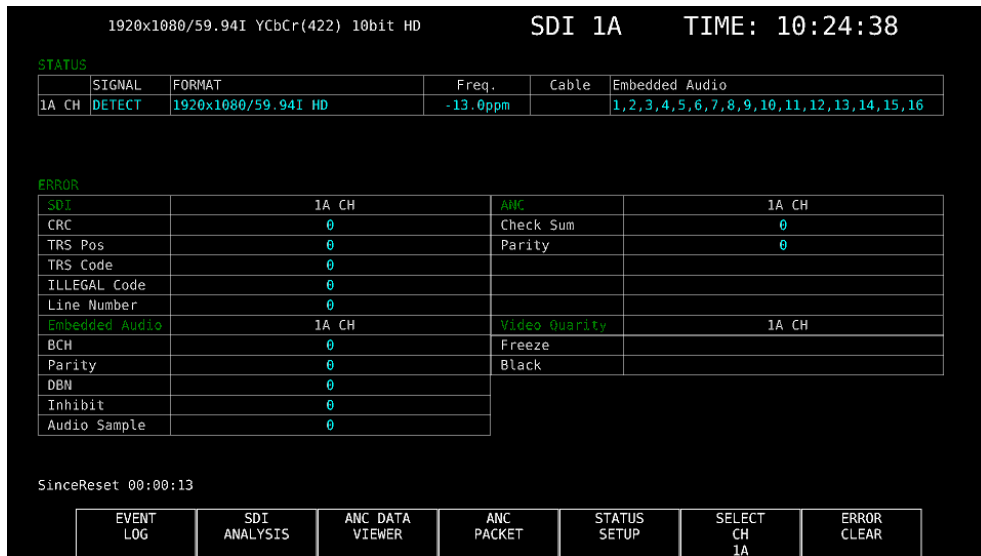 1920x1080/59.94I YCbCr(422) 10bit HD SDI 1A TIME: 10:24:38
STATUS
SIGNAL FORMAT Freq. Cable Embedded Audio
1A CH DETECT 1920x1080/59.94I HD -13.0ppm 1,2,3,4,5,6,7,8,9,10,11,12,13,14,15,16
ERROR
SDI 1A CH ANC 1A CH
CRC 0 Check Sum 0
TRS Pos 0 Parity 0
TRS Code 0
ILLEGAL Code 0
Line Number 0
Embedded Audio 1A CH Video Quarity 1A CH
BCH 0 Freeze
Parity 0 Black
DBN 0
Inhibit 0
Audio Sample 0
SinceReset 00:00:13
EVENT SDI ANC DATA ANC STATUS SELECT ERROR
LOG ANALYSIS VIEWER PACKET SETUP CH CLEAR
1A